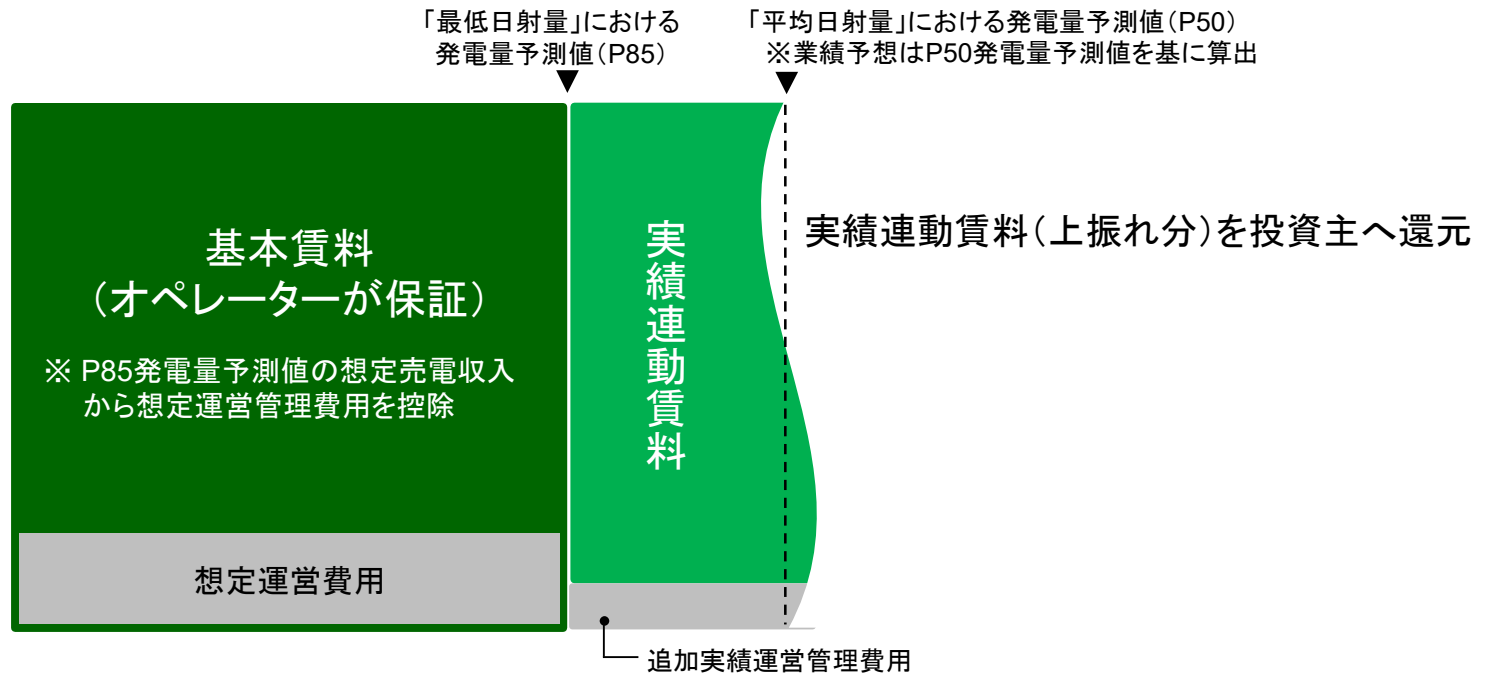 「最低日射量」における
発電量予測値(P85)
「平均日射量」における発電量予測値(P50)
※業績予想はP50発電量予測値を基に算出
基本賃料
(オペレーターが保証)
※ P85発電量予測値の想定売電収入
から想定運営管理費用を控除
想定運営費用
実績連動賃料
実績連動賃料(上振れ分)を投資主へ還元
追加実績運営管理費用